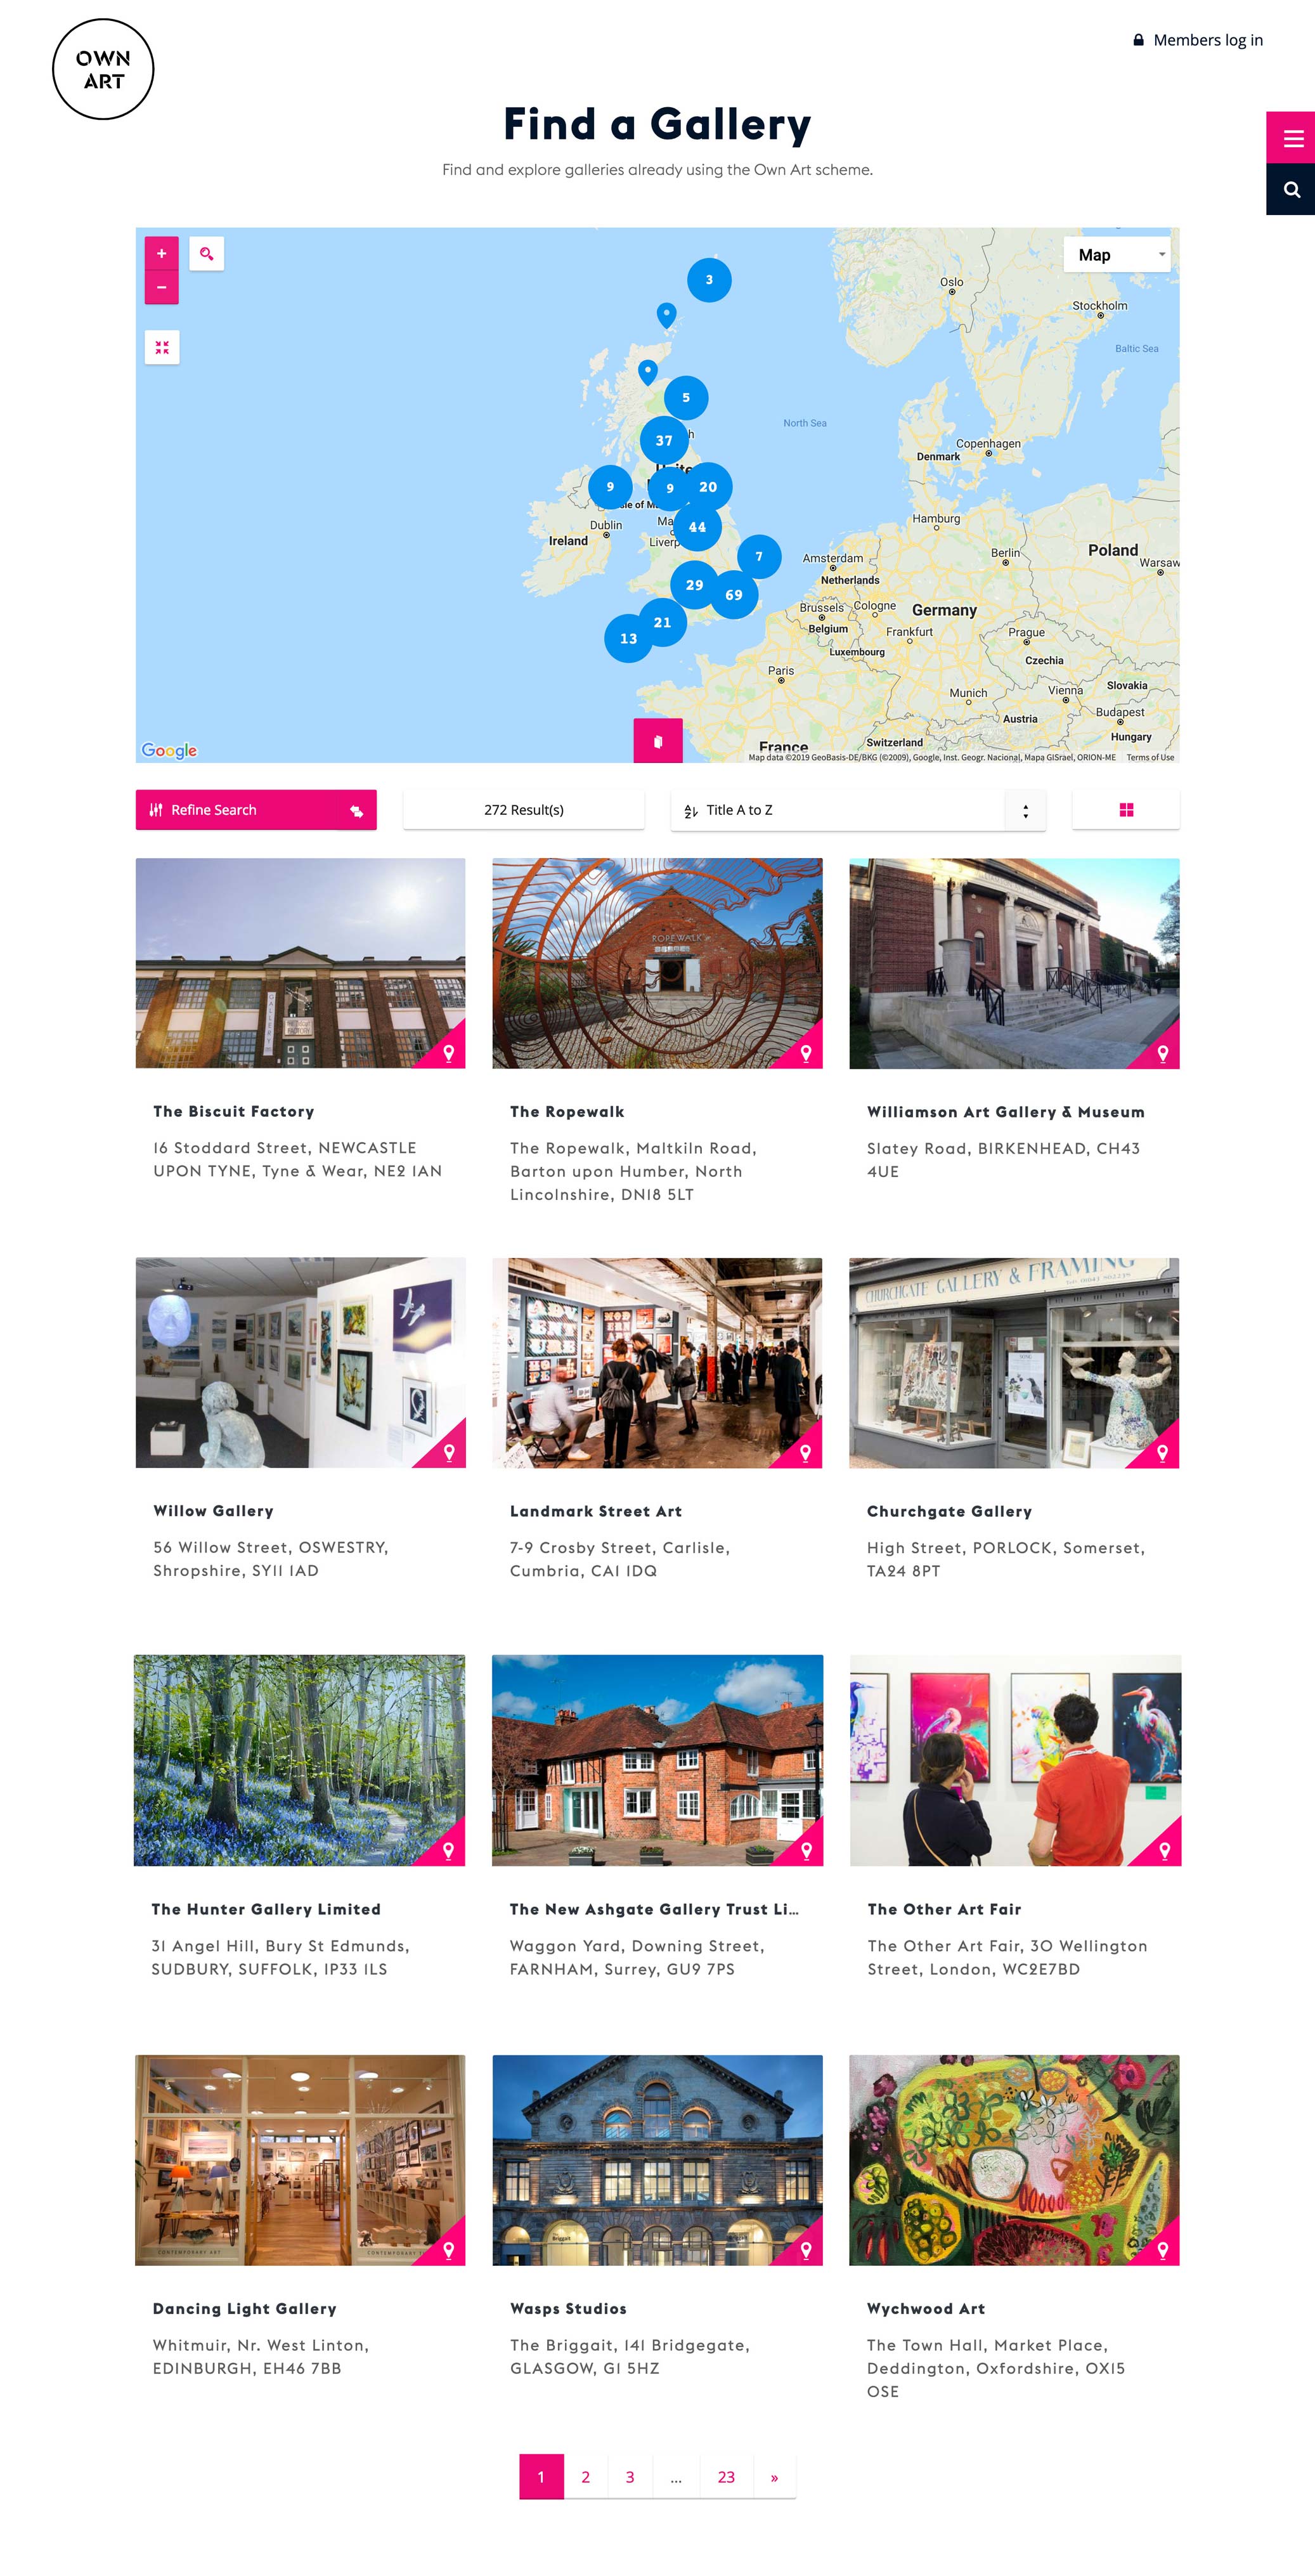 OWN
ART
Members log in
Find a Gallery
Find and explore galleries already using the Own Art scheme.
+
−
Map
3
5
37
9
9
20
44
7
29
69
21
13
Oslo
Stockholm
Baltic Sea
North Sea
Copenhagen
Denmark
Hamburg
Dublin
Ireland
Liverp
Amsterdam
Netherlands
Berlin
Poland
Warsaw
Brussels
Cologne
Germany
Belgium
Frankfurt
Luxembourg
Prague
Czechia
Paris
Munich
Vienna
Slovakia
Austria
Budapest
Hungary
Switzerland
France
Google
Map data ©2019 GeoBasis-DE/BKG (©2009), Google, Inst. Geogr. Nacional, Mapa GISrael, ORION-ME Terms of Use
Refine Search
272 Result(s)
Title A to Z
GALLERY
ROPEWALK
The Biscuit Factory
16 Stoddard Street, NEWCASTLE
UPON TYNE, Tyne & Wear, NE2 1AN
The Ropewalk
The Ropewalk, Maltkiln Road,
Barton upon Humber, North
Lincolnshire, DN18 5LT
Williamson Art Gallery & Museum
Slatey Road, BIRKENHEAD, CH43
4UE
CHURCHGATE GALLERY & FRAMING
Willow Gallery
56 Willow Street, OSWESTRY,
Shropshire, SY11 1AD
Landmark Street Art
7-9 Crosby Street, Carlisle,
Cumbria, CA1 1DQ
Churchgate Gallery
High Street, PORLOCK, Somerset,
TA24 8PT
The Hunter Gallery Limited
31 Angel Hill, Bury St Edmunds,
SUDBURY, SUFFOLK, IP33 1LS
The New Ashgate Gallery Trust Li…
Waggon Yard, Downing Street,
FARNHAM, Surrey, GU9 7PS
The Other Art Fair
The Other Art Fair, 30 Wellington
Street, London, WC2E7BD
CONTEMPORARY ART
CONTEMPORARY
Briggait
Dancing Light Gallery
Whitmuir, Nr. West Linton,
EDINBURGH, EH46 7BB
Wasps Studios
The Briggait, 141 Bridgegate,
GLASGOW, G1 5HZ
Wychwood Art
The Town Hall, Market Place,
Deddington, Oxfordshire, OX15
0SE
1 2 3 ... 23 »